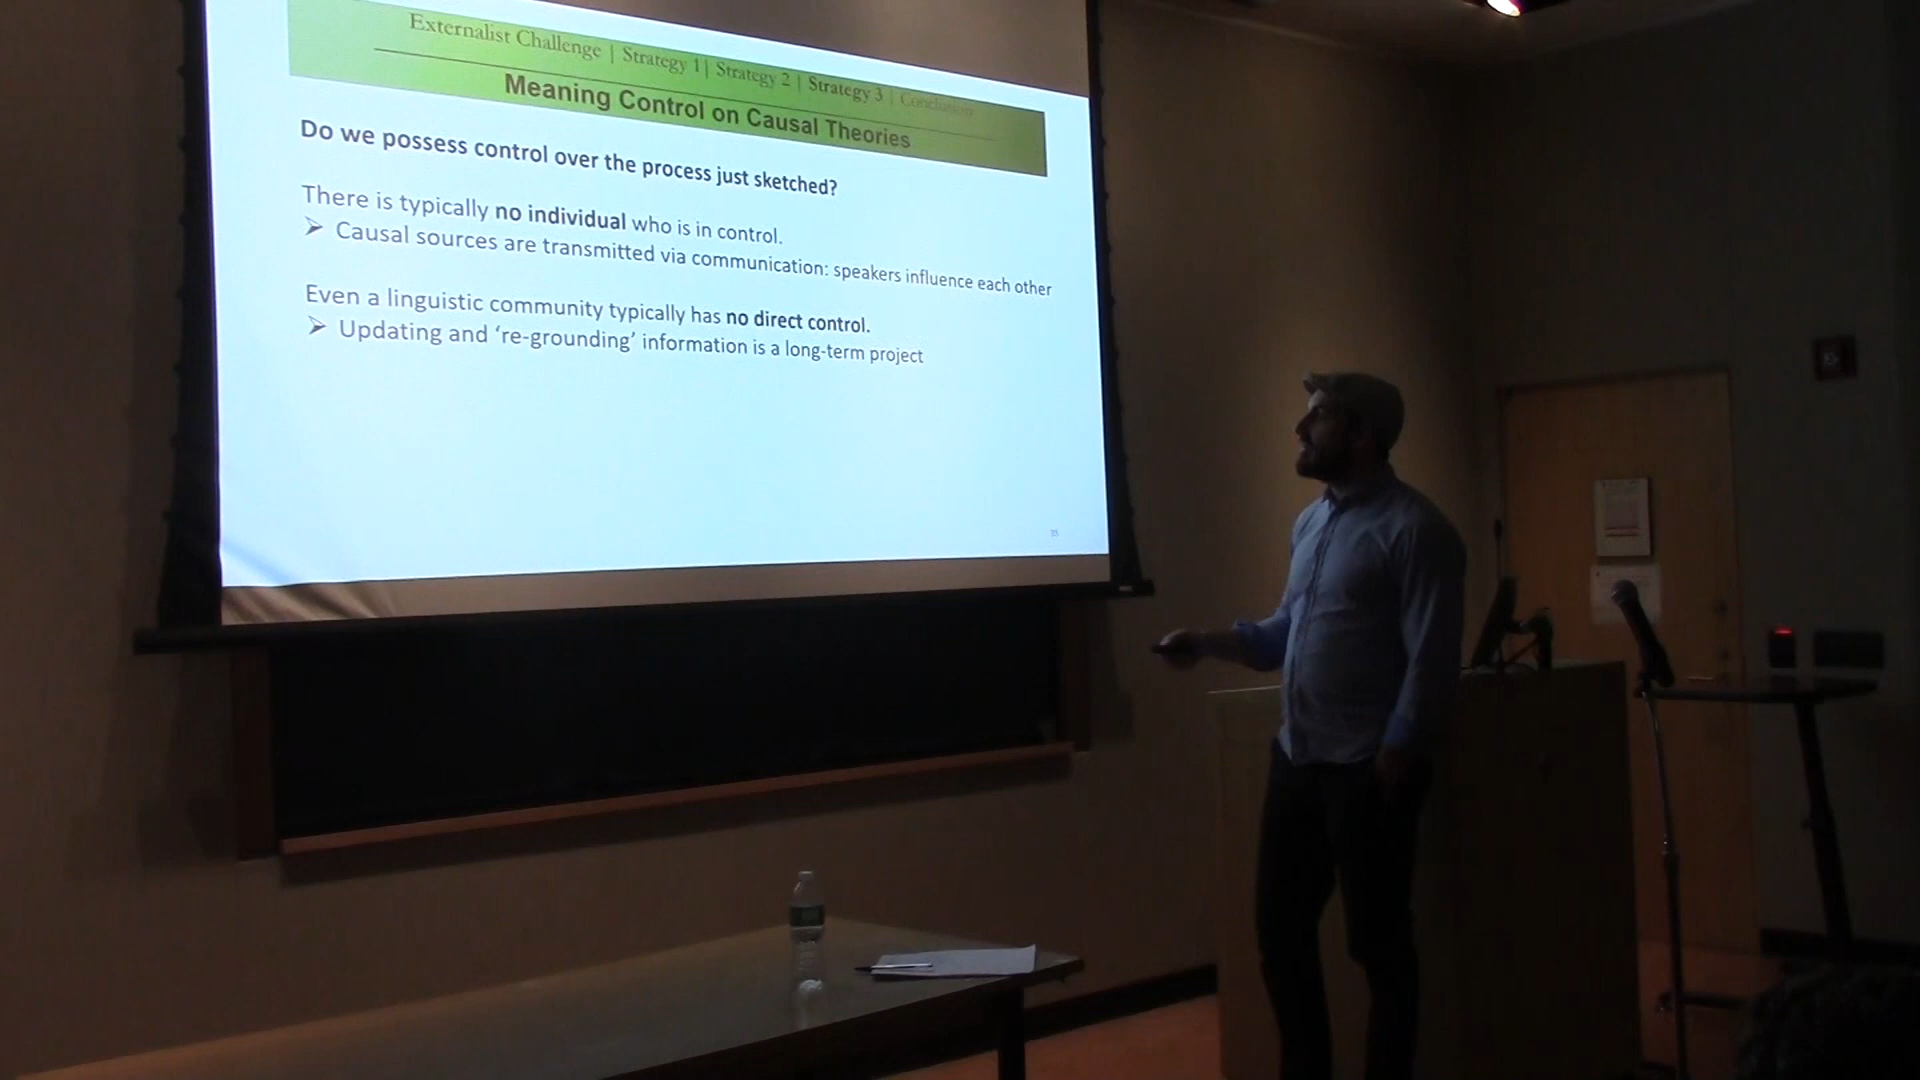 Externalist Challenge | Strategy 1| Strategy 2 | Strategy 3 | Conclusion
Meaning Control on Causal Theories
Do we possess control over the process just sketched?
There is typically no individual who is in control.
➢ Causal sources are transmitted via communication: speakers influence each other
Even a linguistic community typically has no direct control.
➢ Updating and ‘re-grounding’ information is a long-term project